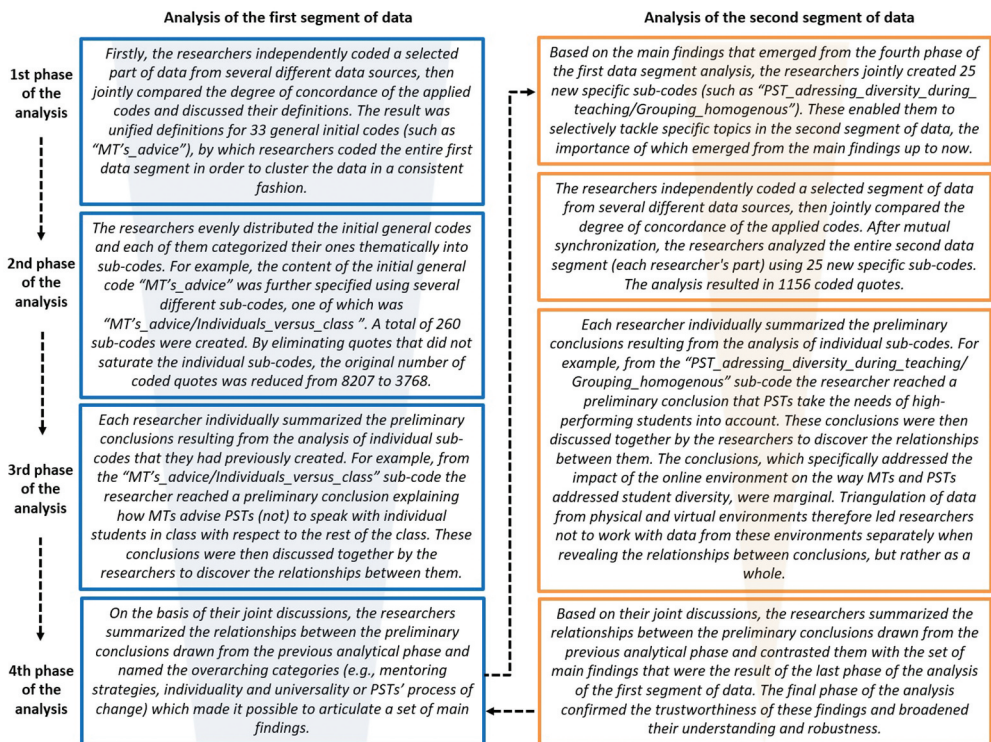 Analysis of the first segment of data
Analysis of the second segment of data
1st phase
of the
analysis
Firstly, the researchers independently coded a selected
part of data from several different data sources, then
jointly compared the degree of concordance of the applied
codes and discussed their definitions. The result was
unified definitions for 33 general initial codes (such as
“MT’s_advice”), by which researchers coded the entire first
data segment in order to cluster the data in a consistent
fashion.
Based on the main findings that emerged from the fourth phase of
the first data segment analysis, the researchers jointly created 25
new specific sub-codes (such as “PST_adressing_diversity_during_
teaching/Grouping_homogenous”). These enabled them to
selectively tackle specific topics in the second segment of data, the
importance of which emerged from the main findings up to now.
2nd phase
of the
analysis
The researchers evenly distributed the initial general codes
and each of them categorized their ones thematically into
sub-codes. For example, the content of the initial general
code “MT’s_advice” was further specified using several
different sub-codes, one of which was
“MT’s_advice/Individuals_versus_class ”. A total of 260
sub-codes were created. By eliminating quotes that did not
saturate the individual sub-codes, the original number of
coded quotes was reduced from 8207 to 3768.
The researchers independently coded a selected segment of data
from several different data sources, then jointly compared the
degree of concordance of the applied codes. After mutual
synchronization, the researchers analyzed the entire second data
segment (each researcher's part) using 25 new specific sub-codes.
The analysis resulted in 1156 coded quotes.
3rd phase
of the
analysis
Each researcher individually summarized the preliminary
conclusions resulting from the analysis of individual sub-
codes that they had previously created. For example, from
the “MT’s_advice/Individuals_versus_class” sub-code
the researcher reached a preliminary conclusion explaining
how MTs advise PSTs (not) to speak with individual
students in class with respect to the rest of the class. These
conclusions were then discussed together by the
researchers to discover the relationships between them.
Each researcher individually summarized the preliminary
conclusions resulting from the analysis of individual sub-codes. For
example, from the “PST_adressing_diversity_during_teaching/
Grouping_homogenous” sub-code the researcher reached a
preliminary conclusion that PSTs take the needs of high-
performing students into account. These conclusions were then
discussed together by the researchers to discover the relationships
between them. The conclusions, which specifically addressed the
impact of the online environment on the way MTs and PSTs
addressed student diversity, were marginal. Triangulation of data
from physical and virtual environments therefore led researchers
not to work with data from these environments separately when
revealing the relationships between conclusions, but rather as a
whole.
4th phase
of the
analysis
On the basis of their joint discussions, the researchers
summarized the relationships between the preliminary
conclusions drawn from the previous analytical phase and
named the overarching categories (e.g., mentoring
strategies, individuality and universality or PSTs’ process of
change) which made it possible to articulate a set of main
findings.
Based on their joint discussions, the researchers summarized the
relationships between the preliminary conclusions drawn from the
previous analytical phase and contrasted them with the set of
main findings that were the result of the last phase of the analysis
of the first segment of data. The final phase of the analysis
confirmed the trustworthiness of these findings and broadened
their understanding and robustness.